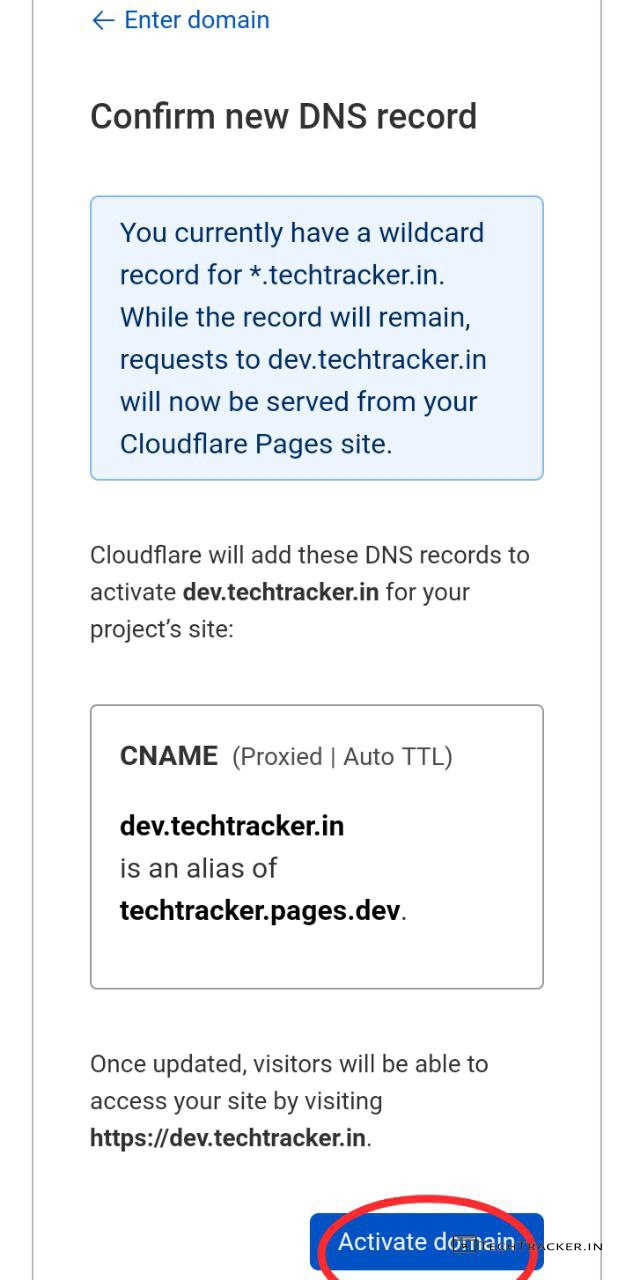 ← Enter domain
Confirm new DNS record
You currently have a wildcard
record for *.techtracker.in.
While the record will remain,
requests to dev.techtracker.in
will now be served from your
Cloudflare Pages site.
Cloudflare will add these DNS records to
activate dev.techtracker.in for your
project’s site:
CNAME (Proxied | Auto TTL)
dev.techtracker.in
is an alias of
techtracker.pages.dev.
Once updated, visitors will be able to
access your site by visiting
https://dev.techtracker.in.
Activate domain
TECHTRACKER.IN